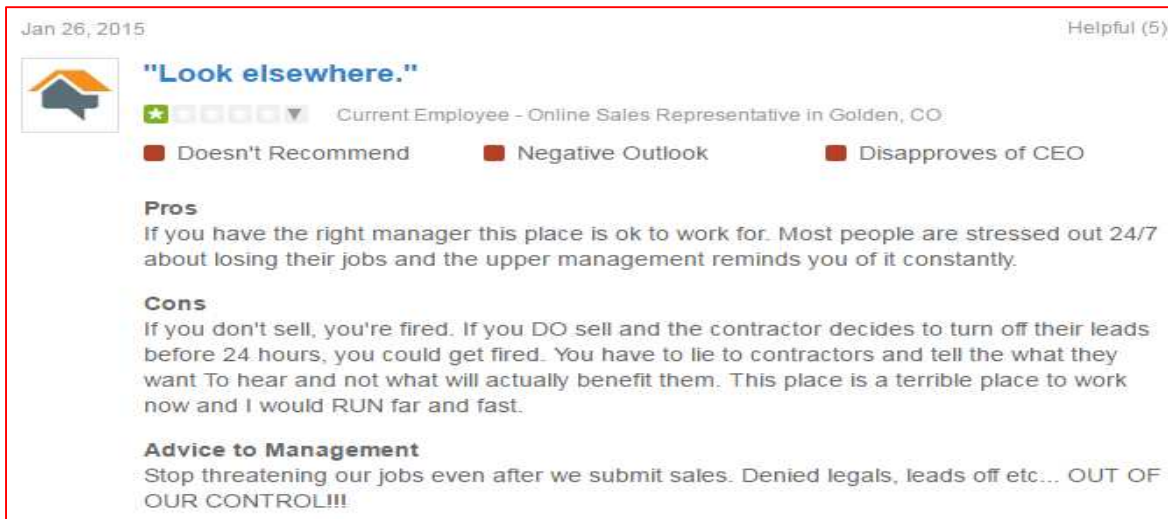 Jan 26, 2015 Helpful (5)
"Look elsewhere."
Current Employee - Online Sales Representative in Golden, CO
Doesn't Recommend Negative Outlook Disapproves of CEO
Pros
If you have the right manager this place is ok to work for. Most people are stressed out 24/7
about losing their jobs and the upper management reminds you of it constantly.
Cons
If you don't sell, you're fired. If you DO sell and the contractor decides to turn off their leads
before 24 hours, you could get fired. You have to lie to contractors and tell the what they
want To hear and not what will actually benefit them. This place is a terrible place to work
now and I would RUN far and fast.
Advice to Management
Stop threatening our jobs even after we submit sales. Denied legals, leads off etc... OUT OF
OUR CONTROL!!!